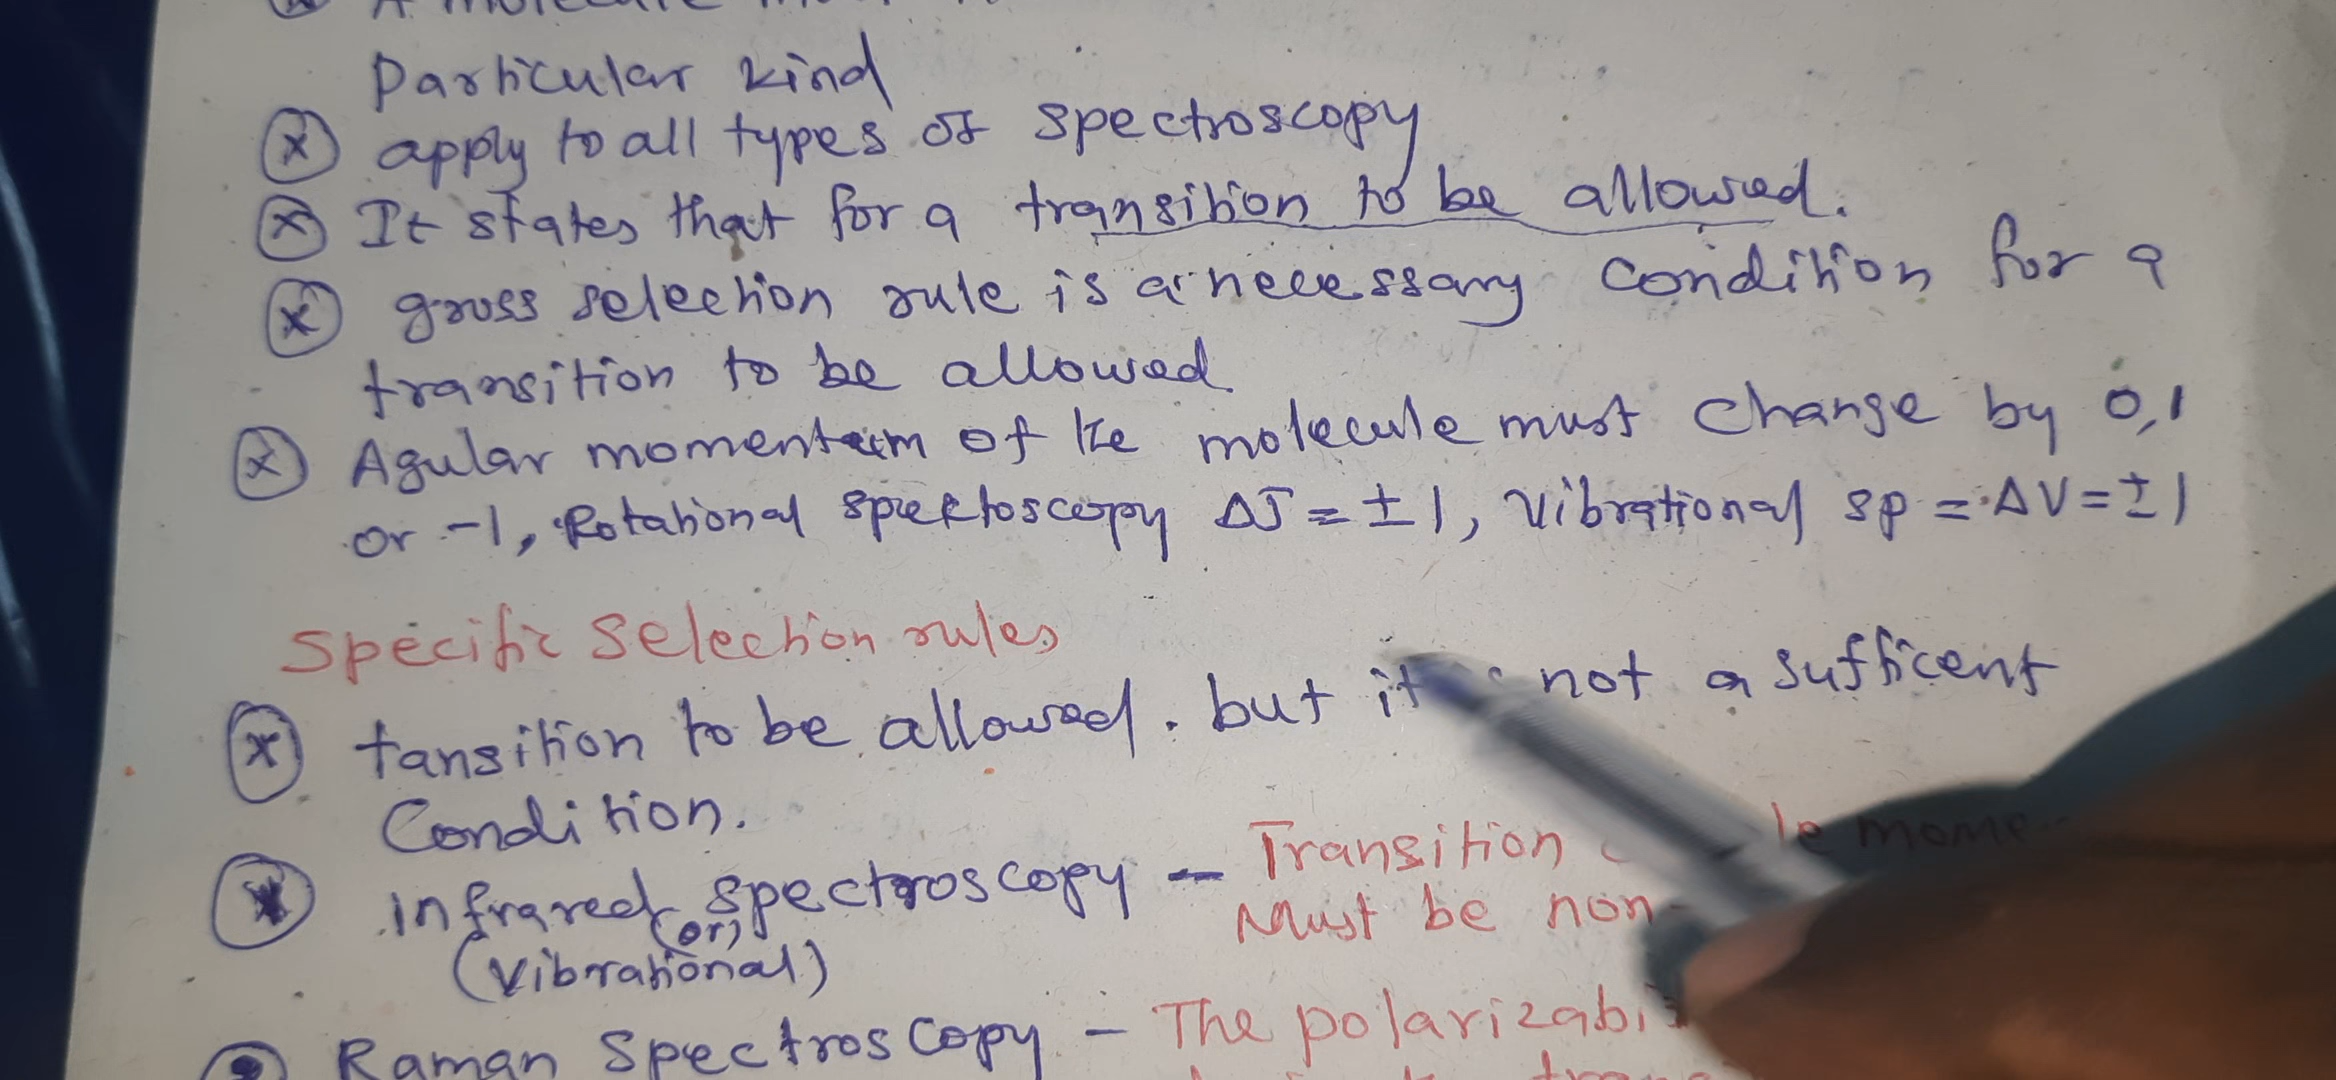 A molecule
Particular kind
apply to all types of spectroscopy
It states that for a transition to be allowed.
gross selection rule is a necessary condition for a
transition to be allowed.
Agular momentum of the molecule must change by 0,1
or -1, Rotational spectoscopy ΔJ = ±1, Vibrational sp = ΔV = ±1
Specific Selection rules
tansition to be allowed. but it not a sufficent
Condition.
infrared spectroscopy - Transition mome
(or) Must be non-
(Vibrational)
Raman Spectroscopy - The polarizabi